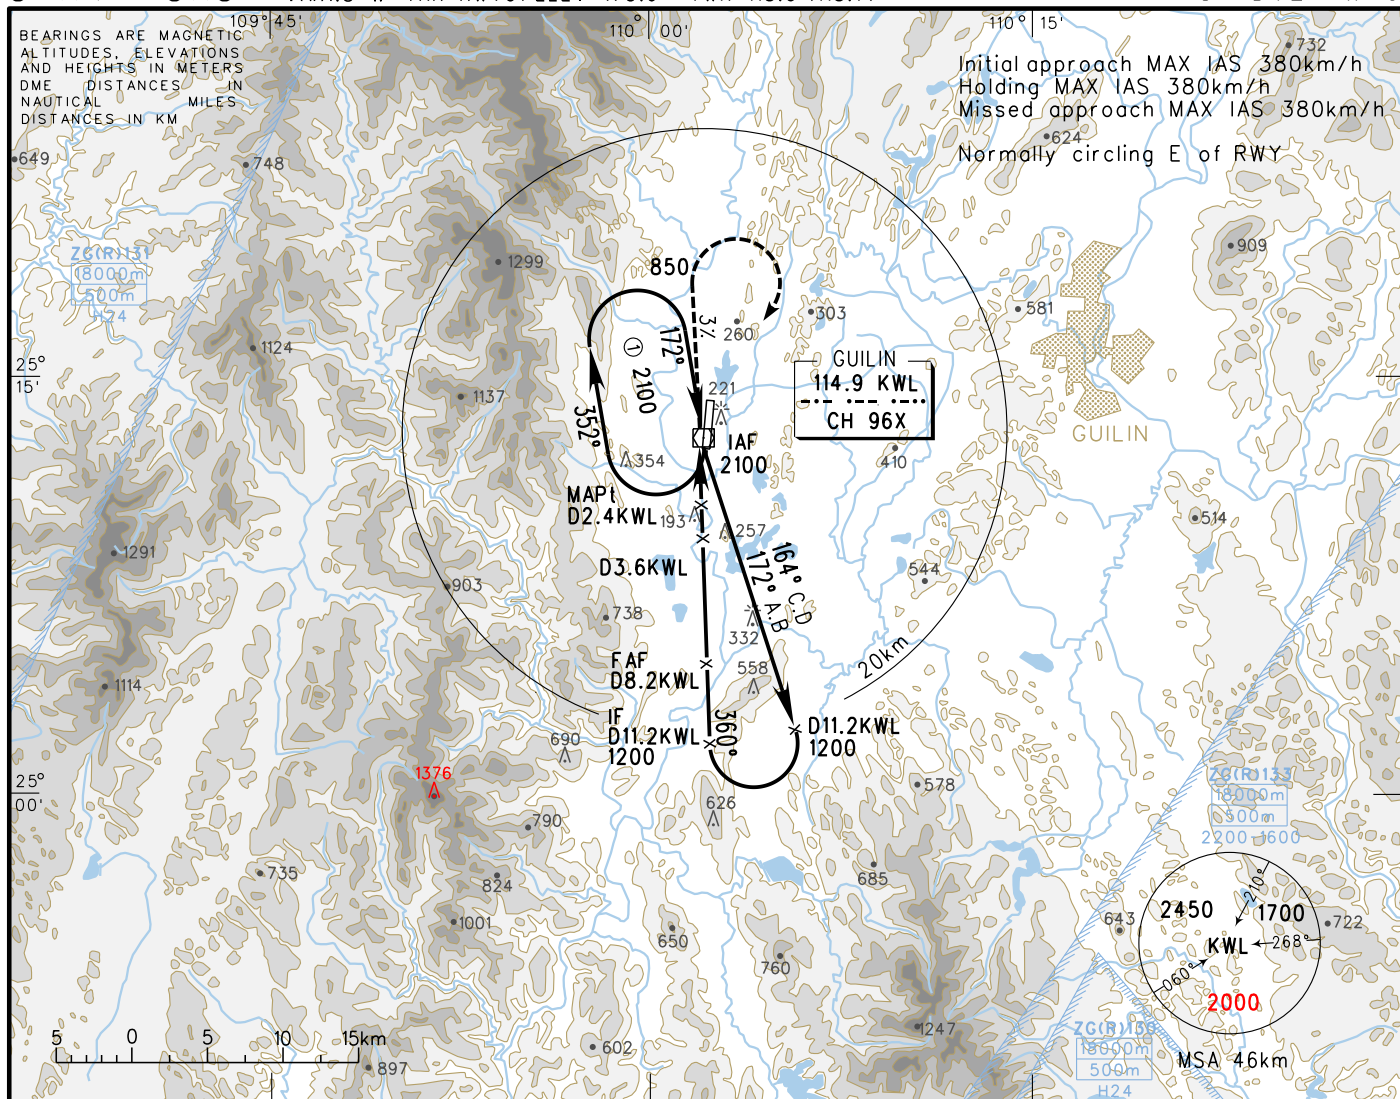 109°45'
110°00'
110°15'
BEARINGS ARE MAGNETIC
ALTITUDES, ELEVATIONS
AND HEIGHTS IN METERS
DME DISTANCES IN
NAUTICAL MILES
DISTANCES IN KM
Initial approach MAX IAS 380km/h
Holding MAX IAS 380km/h
Missed approach MAX IAS 380km/h
Normally circling E of RWY
732
624
649
748
909
ZG(R)131
18000m
500m
H24
1299
850
303
581
260
3%
172°
① 2100
352°
1124
25°
15'
1137
GUILIN
114.9 KWL
CH 96X
221
GUILIN
IAF
2100
410
354
MAPt
D2.4KWL
193
257
514
1291
D3.6KWL
164° C.D
172° A.B
544
903
738
332
20km
FAF
D8.2KWL
558
1114
IF
D11.2KWL
1200
360°
D11.2KWL
1200
690
1376
25°
00'
578
ZG(R)133
18000m
500m
2200-1600
626
790
735
824
685
1001
643
722
2450
1700
210°
KWL
268°
060°
2000
MSA 46km
650
760
1247
ZG(R)130
18000m
500m
H24
5 0 5 10 15km
602
897